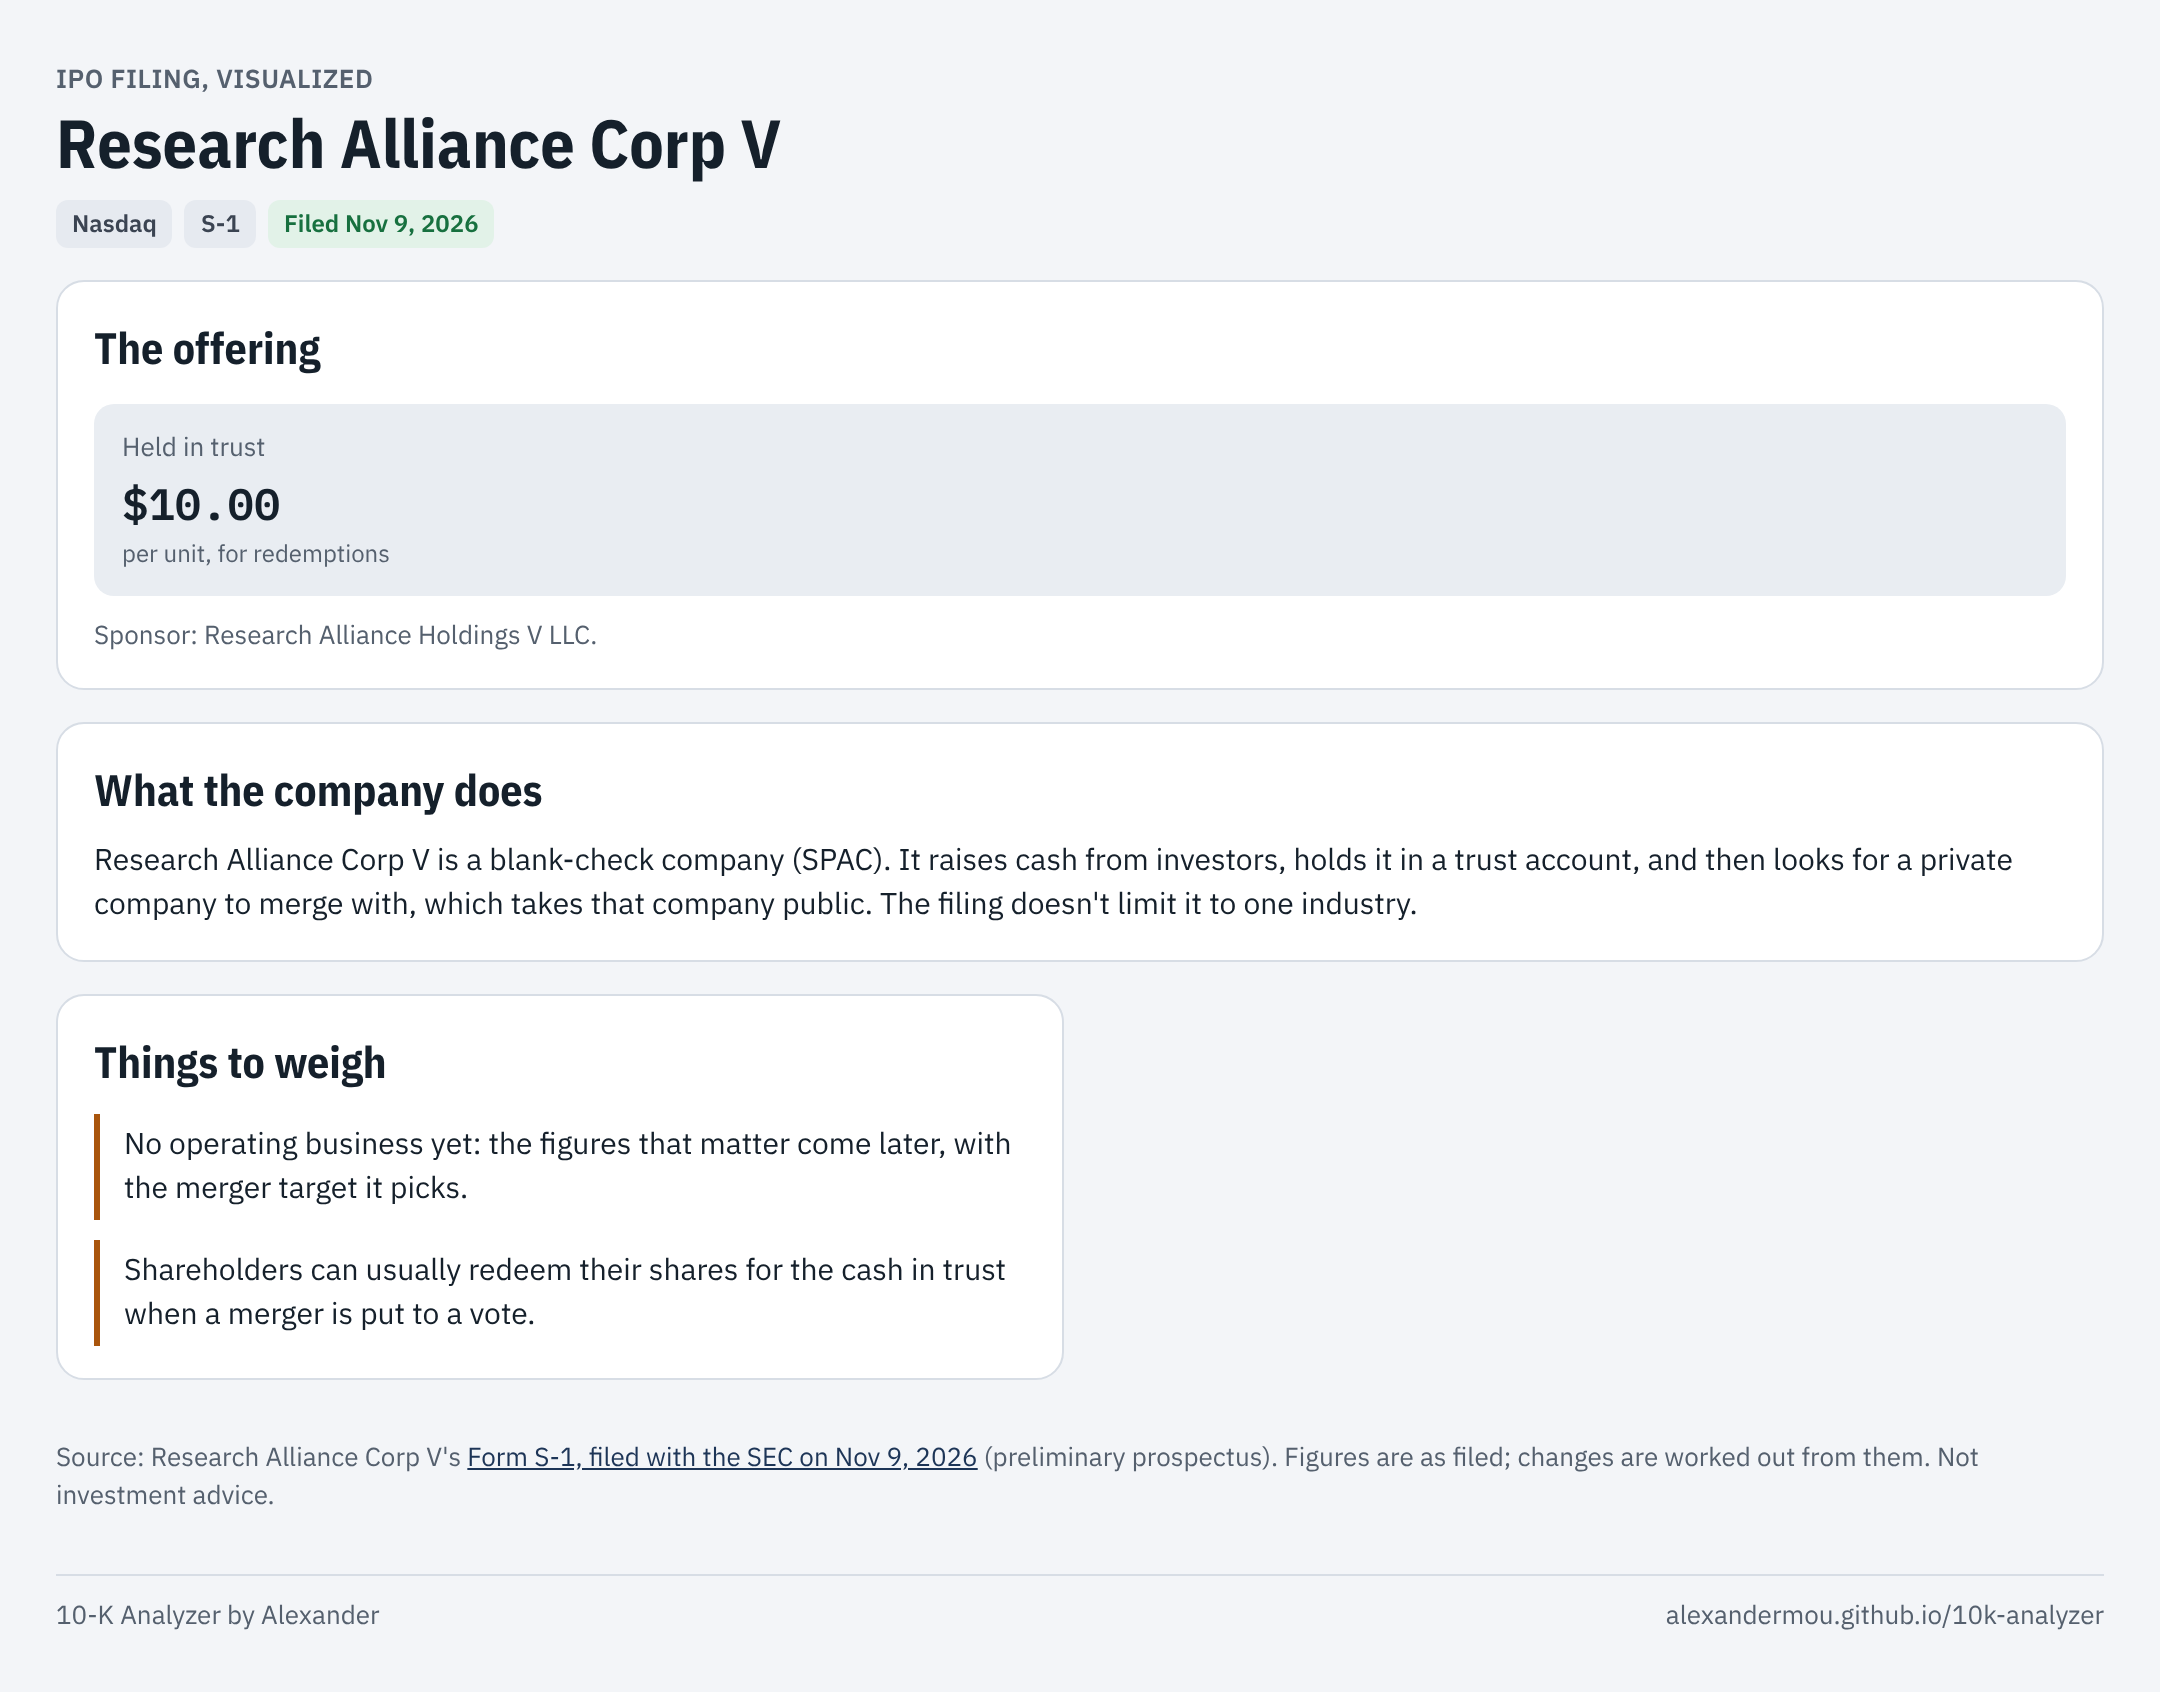 IPO FILING, VISUALIZED
Research Alliance Corp V
Nasdaq
S-1
Filed Nov 9, 2026
The offering
Held in trust
$10.00
per unit, for redemptions
Sponsor: Research Alliance Holdings V LLC.
What the company does
Research Alliance Corp V is a blank-check company (SPAC). It raises cash from investors, holds it in a trust account, and then looks for a private
company to merge with, which takes that company public. The filing doesn't limit it to one industry.
Things to weigh
No operating business yet: the figures that matter come later, with
the merger target it picks.
Shareholders can usually redeem their shares for the cash in trust
when a merger is put to a vote.
Source: Research Alliance Corp V's Form S-1, filed with the SEC on Nov 9, 2026 (preliminary prospectus). Figures are as filed; changes are worked out from them. Not
investment advice.
10-K Analyzer by Alexander
alexandermou.github.io/10k-analyzer